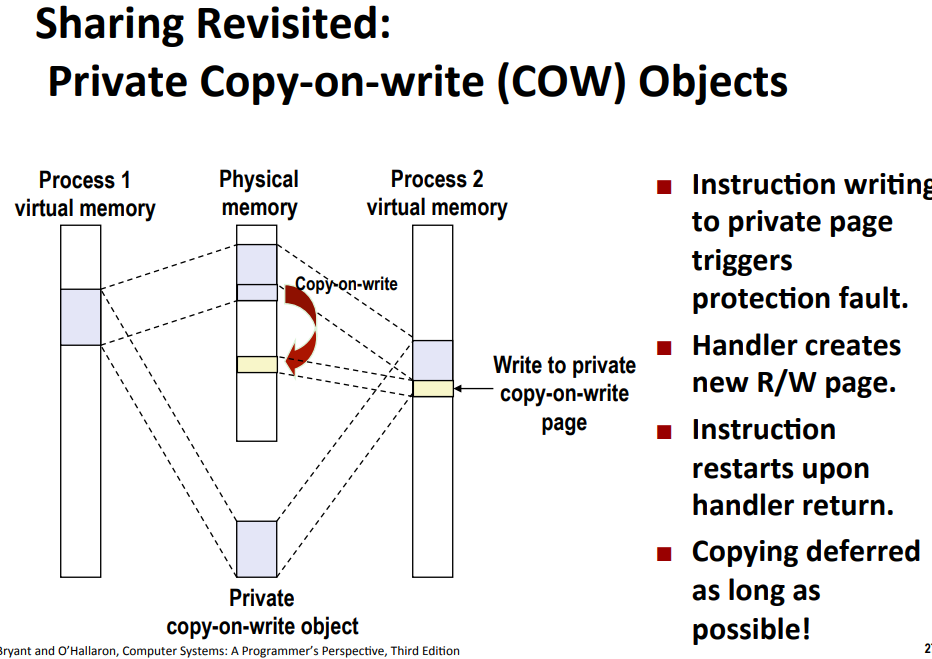 Sharing Revisited:
Private Copy-on-write (COW) Objects
Process 1
virtual memory
Physical
memory
Process 2
virtual memory
Copy-on-write
Write to private
copy-on-write
page
Private
copy-on-write object
Instruction writing
to private page
triggers
protection fault.
Handler creates
new R/W page.
Instruction
restarts upon
handler return.
Copying deferred
as long as
possible!
Bryant and O'Hallaron, Computer Systems: A Programmer's Perspective, Third Edition